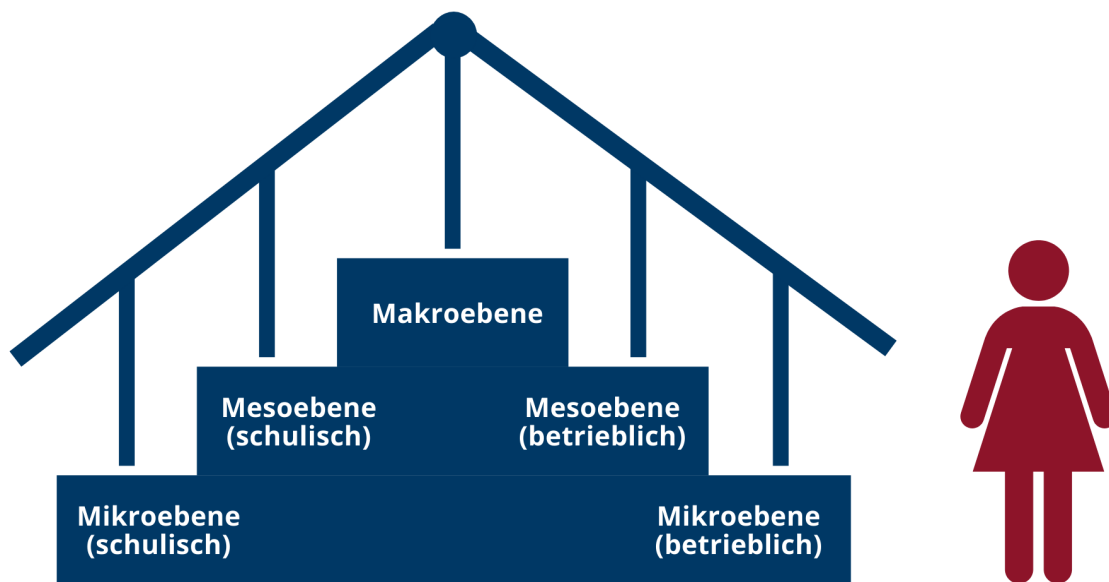 Makroebene
Mesoebene
(schulisch)
Mesoebene
(betrieblich)
Mikroebene
(schulisch)
Mikroebene
(betrieblich)